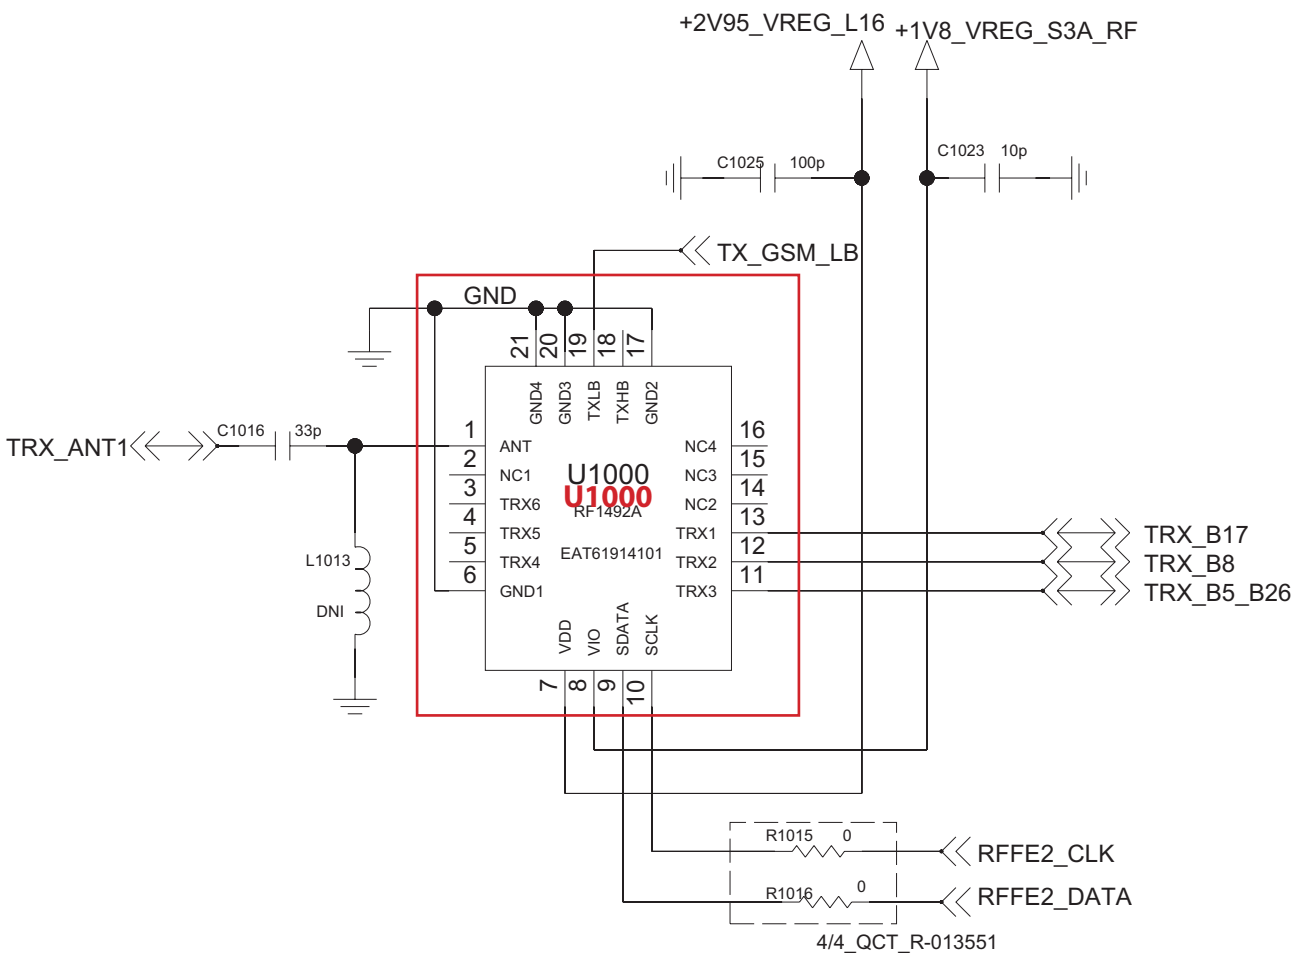 +2V95_VREG_L16 +1V8_VREG_S3A_RF
C1025 100p
C1023 10p
TX_GSM_LB
GND
21 20 19 18 17
GND4 GND3 TXLB TXHB GND2
TRX_ANT1
C1016 33p
L1013
DNI
1 ANT
2 NC1
3 TRX6
4 TRX5
5 TRX4
6 GND1
U1000
U1000
RF1492A
EAT61914101
NC4 16
NC3 15
NC2 14
TRX1 13
TRX2 12
TRX3 11
TRX_B17
TRX_B8
TRX_B5_B26
VDD VIO SDATA SCLK
7 8 9 10
R1015 0
RFFE2_CLK
R1016 0
RFFE2_DATA
4/4_QCT_R-013551